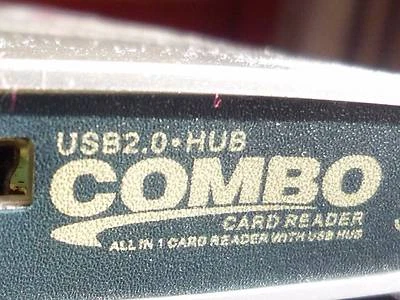 USB2.0•HUB
COMBO
CARD READER
ALL IN 1 CARD READER WITH USB HUB